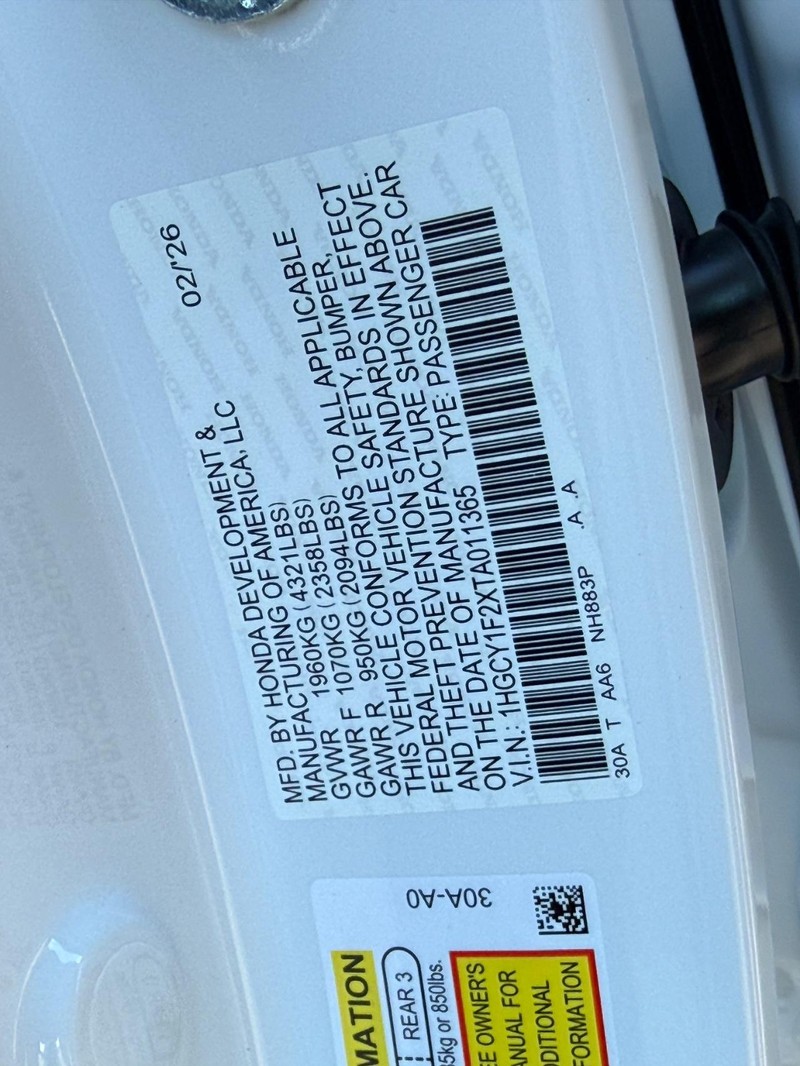 02/'26
MFD. BY HONDA DEVELOPMENT &
MANUFACTURING OF AMERICA, LLC
GVWR 1960KG (4321LBS)
GAWR F 1070KG (2358LBS)
GAWR R 950KG (2094LBS)
THIS VEHICLE CONFORMS TO ALL APPLICABLE
FEDERAL MOTOR VEHICLE SAFETY, BUMPER,
AND THEFT PREVENTION STANDARDS IN EFFECT
ON THE DATE OF MANUFACTURE SHOWN ABOVE.
V.I.N.: 1HGCY1F2XTA011365 TYPE: PASSENGER CAR
30A T AA6 NH883P .A .A
30A-A0
MATION
REAR 3
5kg or 850lbs.
EE OWNER'S
ANUAL FOR
DDITIONAL
FORMATION